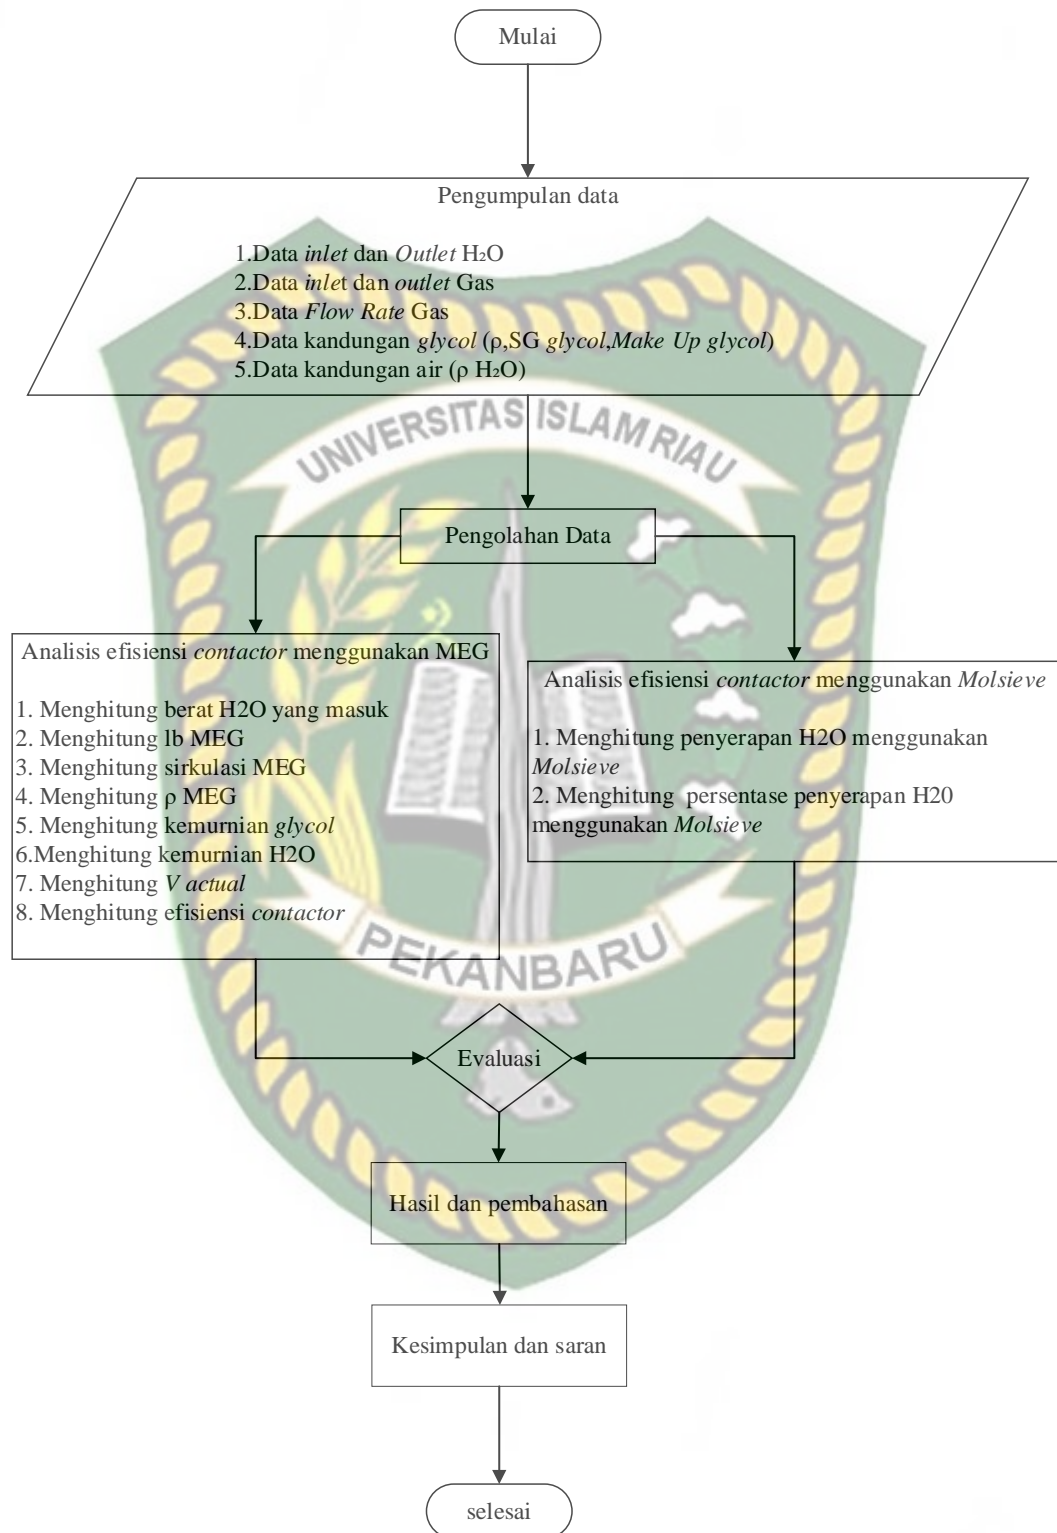 Mulai
Pengumpulan data
1.Data inlet dan Outlet H₂O
2.Data inlet dan outlet Gas
3.Data Flow Rate Gas
4.Data kandungan glycol (ρ,SG glycol,Make Up glycol)
5.Data kandungan air (ρ H₂O)
UNIVERSITAS ISLAM RIAU
Pengolahan Data
Analisis efisiensi contactor menggunakan MEG
1. Menghitung berat H2O yang masuk
2. Menghitung lb MEG
3. Menghitung sirkulasi MEG
4. Menghitung ρ MEG
5. Menghitung kemurnian glycol
6.Menghitung kemurnian H2O
7. Menghitung V actual
8. Menghitung efisiensi contactor
Analisis efisiensi contactor menggunakan Molsieve
1. Menghitung penyerapan H2O menggunakan
Molsieve
2. Menghitung persentase penyerapan H20
menggunakan Molsieve
PEKANBARU
Evaluasi
Hasil dan pembahasan
Kesimpulan dan saran
selesai